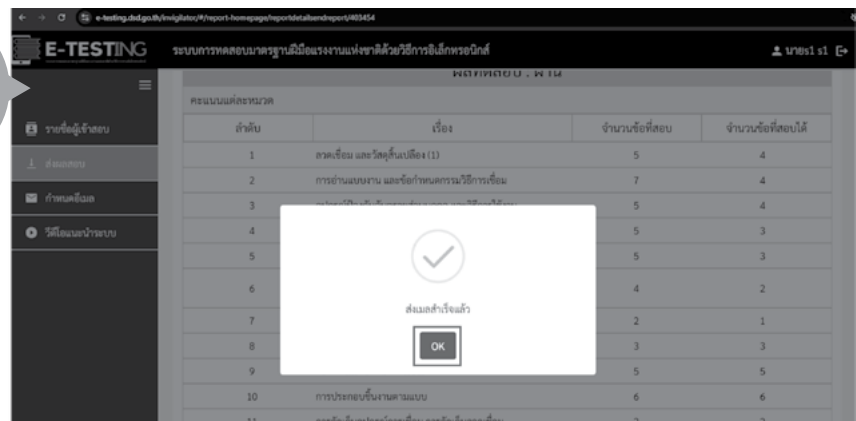 e-testing.dsd.go.th/invigilator/#/report-homepage/reportdetailsendreport/403454
E-TESTING
ระบบการทดสอบมาตรฐานฝีมือแรงงานแห่งชาติด้วยวิธีการอิเล็กทรอนิกส์
นายs1 s1
ผลทดสอบ : ผ่าน
คะแนนแต่ละหมวด
รายชื่อผู้เข้าสอบ
ส่งผลสอบ
กำหนดอีเมล
วีดีโอแนะนำระบบ
ลำดับ เรื่อง จำนวนข้อที่สอบ จำนวนข้อที่สอบได้
1 ลวดเชื่อม และวัสดุสิ้นเปลือง (1) 5 4
2 การอ่านแบบงาน และข้อกำหนดกรรมวิธีการเชื่อม 7 4
3 5 4
4 5 3
5 5 3
6 4 2
7 2 1
8 3 3
9 5 5
10 การประกอบชิ้นงานตามแบบ 6 6
ส่งเมลสำเร็จแล้ว
OK